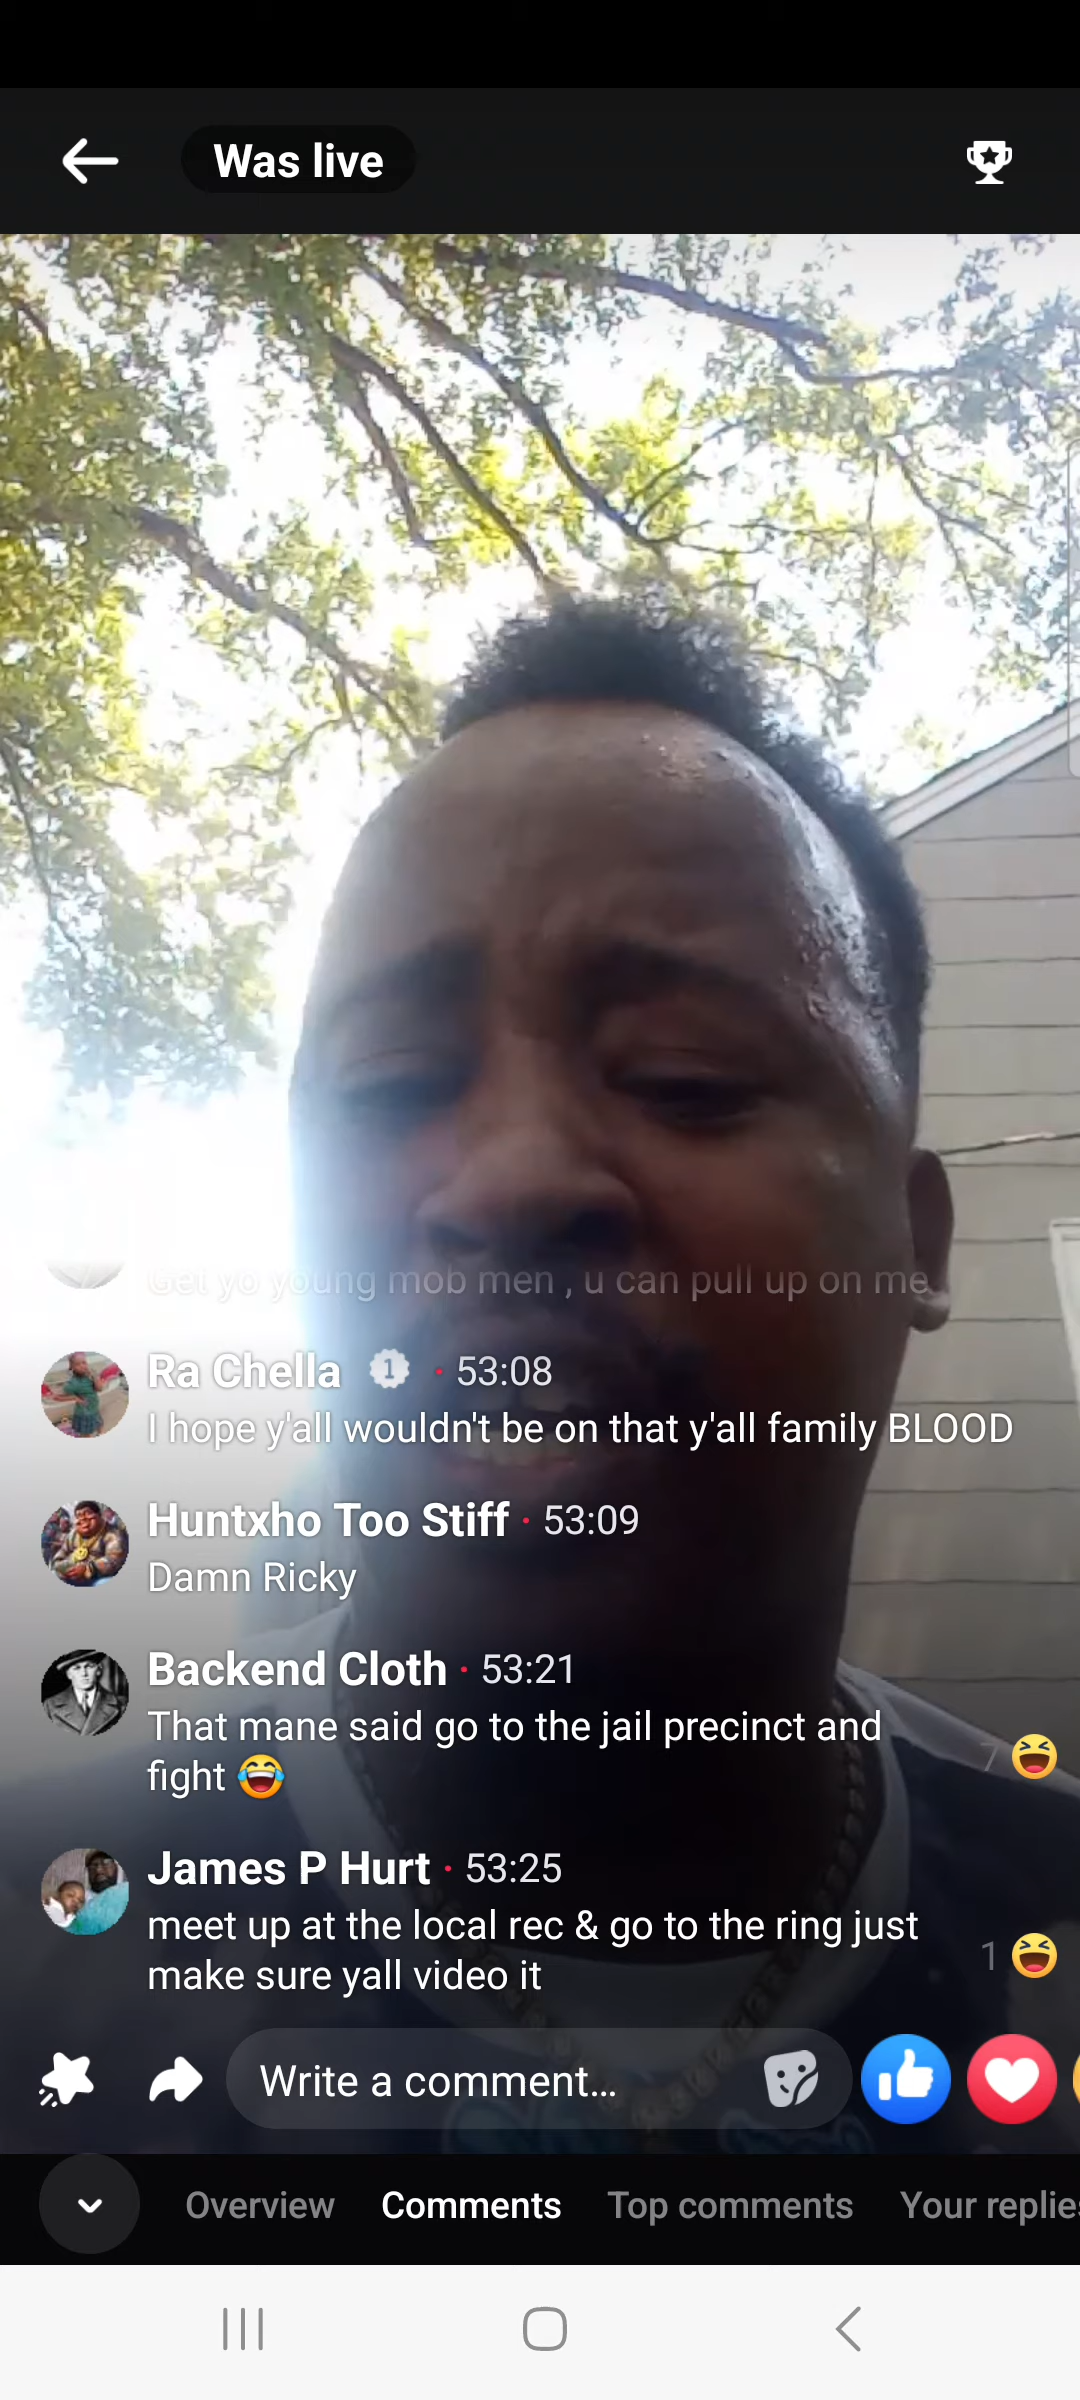 Was live
Get yo young mob men , u can pull up on me
Ra Chella 1 · 53:08
I hope y'all wouldn't be on that y'all family BLOOD
Huntxho Too Stiff · 53:09
Damn Ricky
Backend Cloth · 53:21
That mane said go to the jail precinct and
fight 😂
7 😆
James P Hurt · 53:25
meet up at the local rec & go to the ring just
make sure yall video it
1 😆
Write a comment...
Overview Comments Top comments Your replies